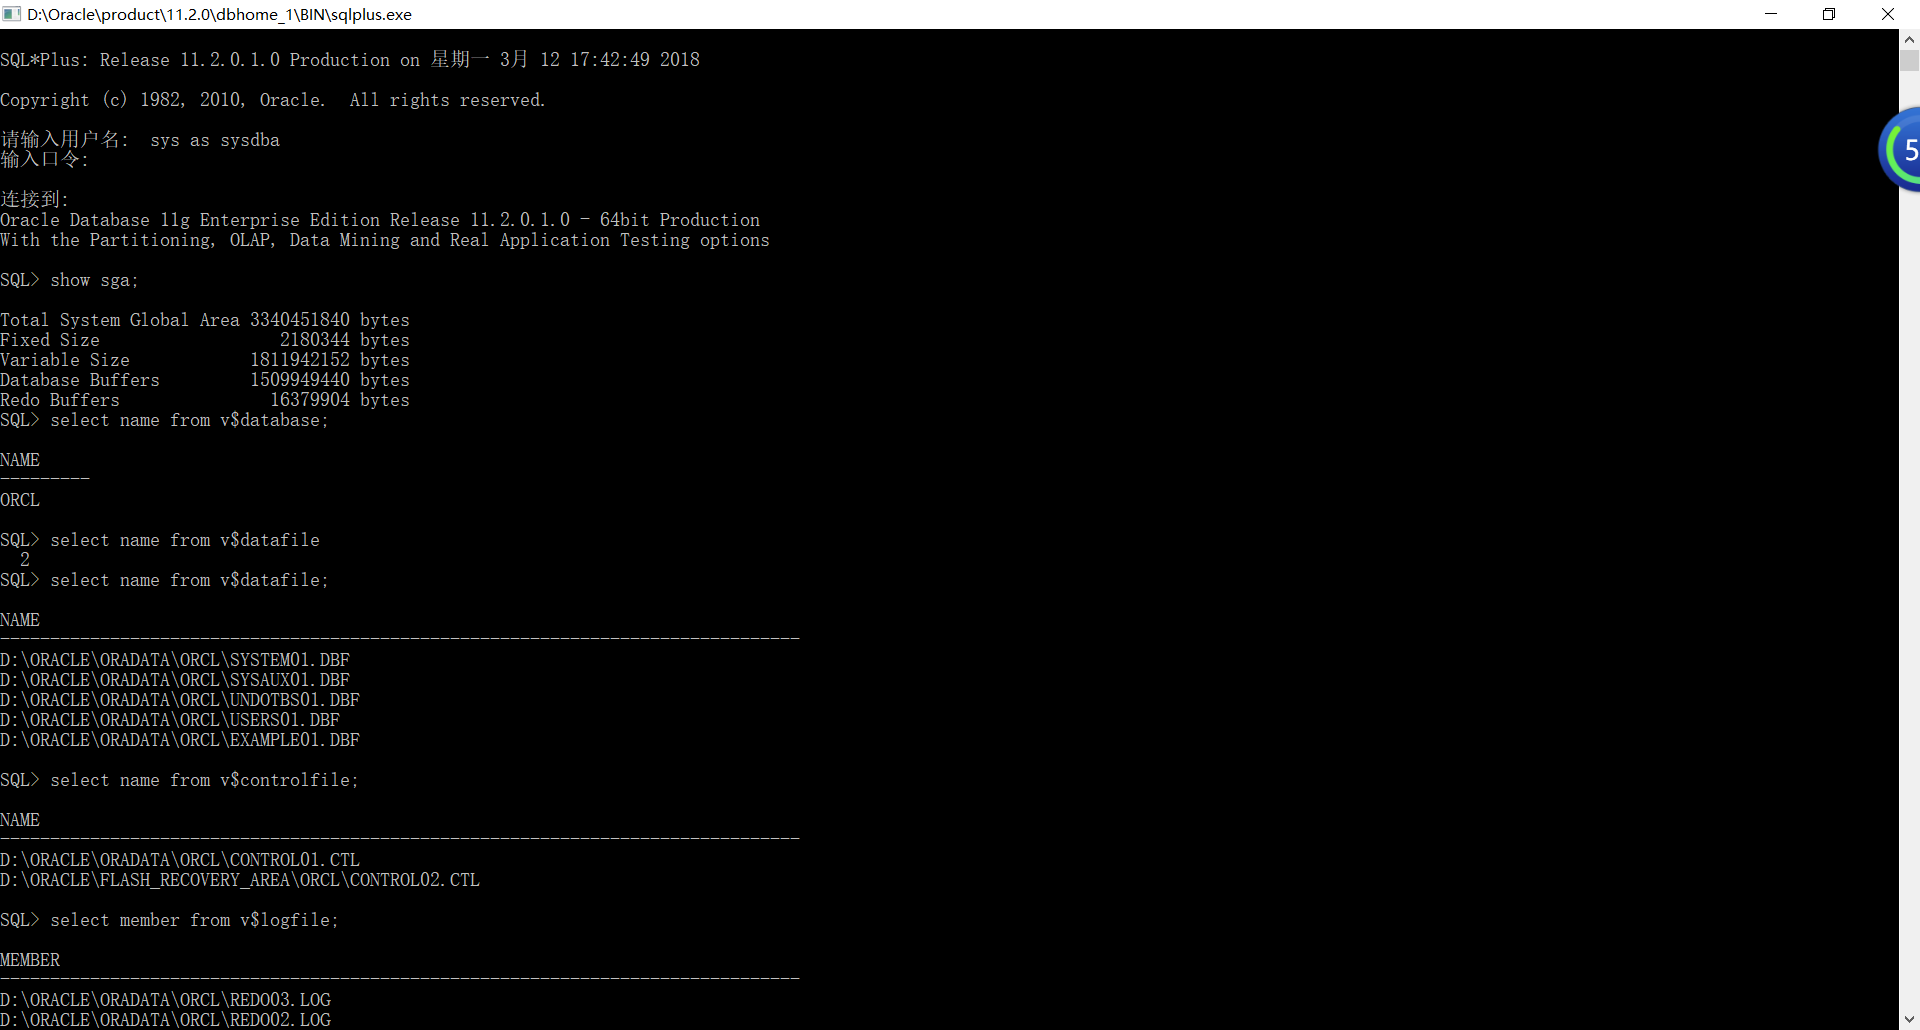 D:\Oracle\product\11.2.0\dbhome_1\BIN\sqlplus.exe
SQL*Plus: Release 11.2.0.1.0 Production on 星期一 3月 12 17:42:49 2018
Copyright (c) 1982, 2010, Oracle.  All rights reserved.
请输入用户名:  sys as sysdba
输入口令:
连接到:
Oracle Database 11g Enterprise Edition Release 11.2.0.1.0 - 64bit Production
With the Partitioning, OLAP, Data Mining and Real Application Testing options
SQL> show sga;
Total System Global Area 3340451840 bytes
Fixed Size                  2180344 bytes
Variable Size            1811942152 bytes
Database Buffers         1509949440 bytes
Redo Buffers               16379904 bytes
SQL> select name from v$database;
NAME
---------
ORCL
SQL> select name from v$datafile
  2
SQL> select name from v$datafile;
NAME
--------------------------------------------------------------------------------
D:\ORACLE\ORADATA\ORCL\SYSTEM01.DBF
D:\ORACLE\ORADATA\ORCL\SYSAUX01.DBF
D:\ORACLE\ORADATA\ORCL\UNDOTBS01.DBF
D:\ORACLE\ORADATA\ORCL\USERS01.DBF
D:\ORACLE\ORADATA\ORCL\EXAMPLE01.DBF
SQL> select name from v$controlfile;
NAME
--------------------------------------------------------------------------------
D:\ORACLE\ORADATA\ORCL\CONTROL01.CTL
D:\ORACLE\FLASH_RECOVERY_AREA\ORCL\CONTROL02.CTL
SQL> select member from v$logfile;
MEMBER
--------------------------------------------------------------------------------
D:\ORACLE\ORADATA\ORCL\REDO03.LOG
D:\ORACLE\ORADATA\ORCL\REDO02.LOG
5